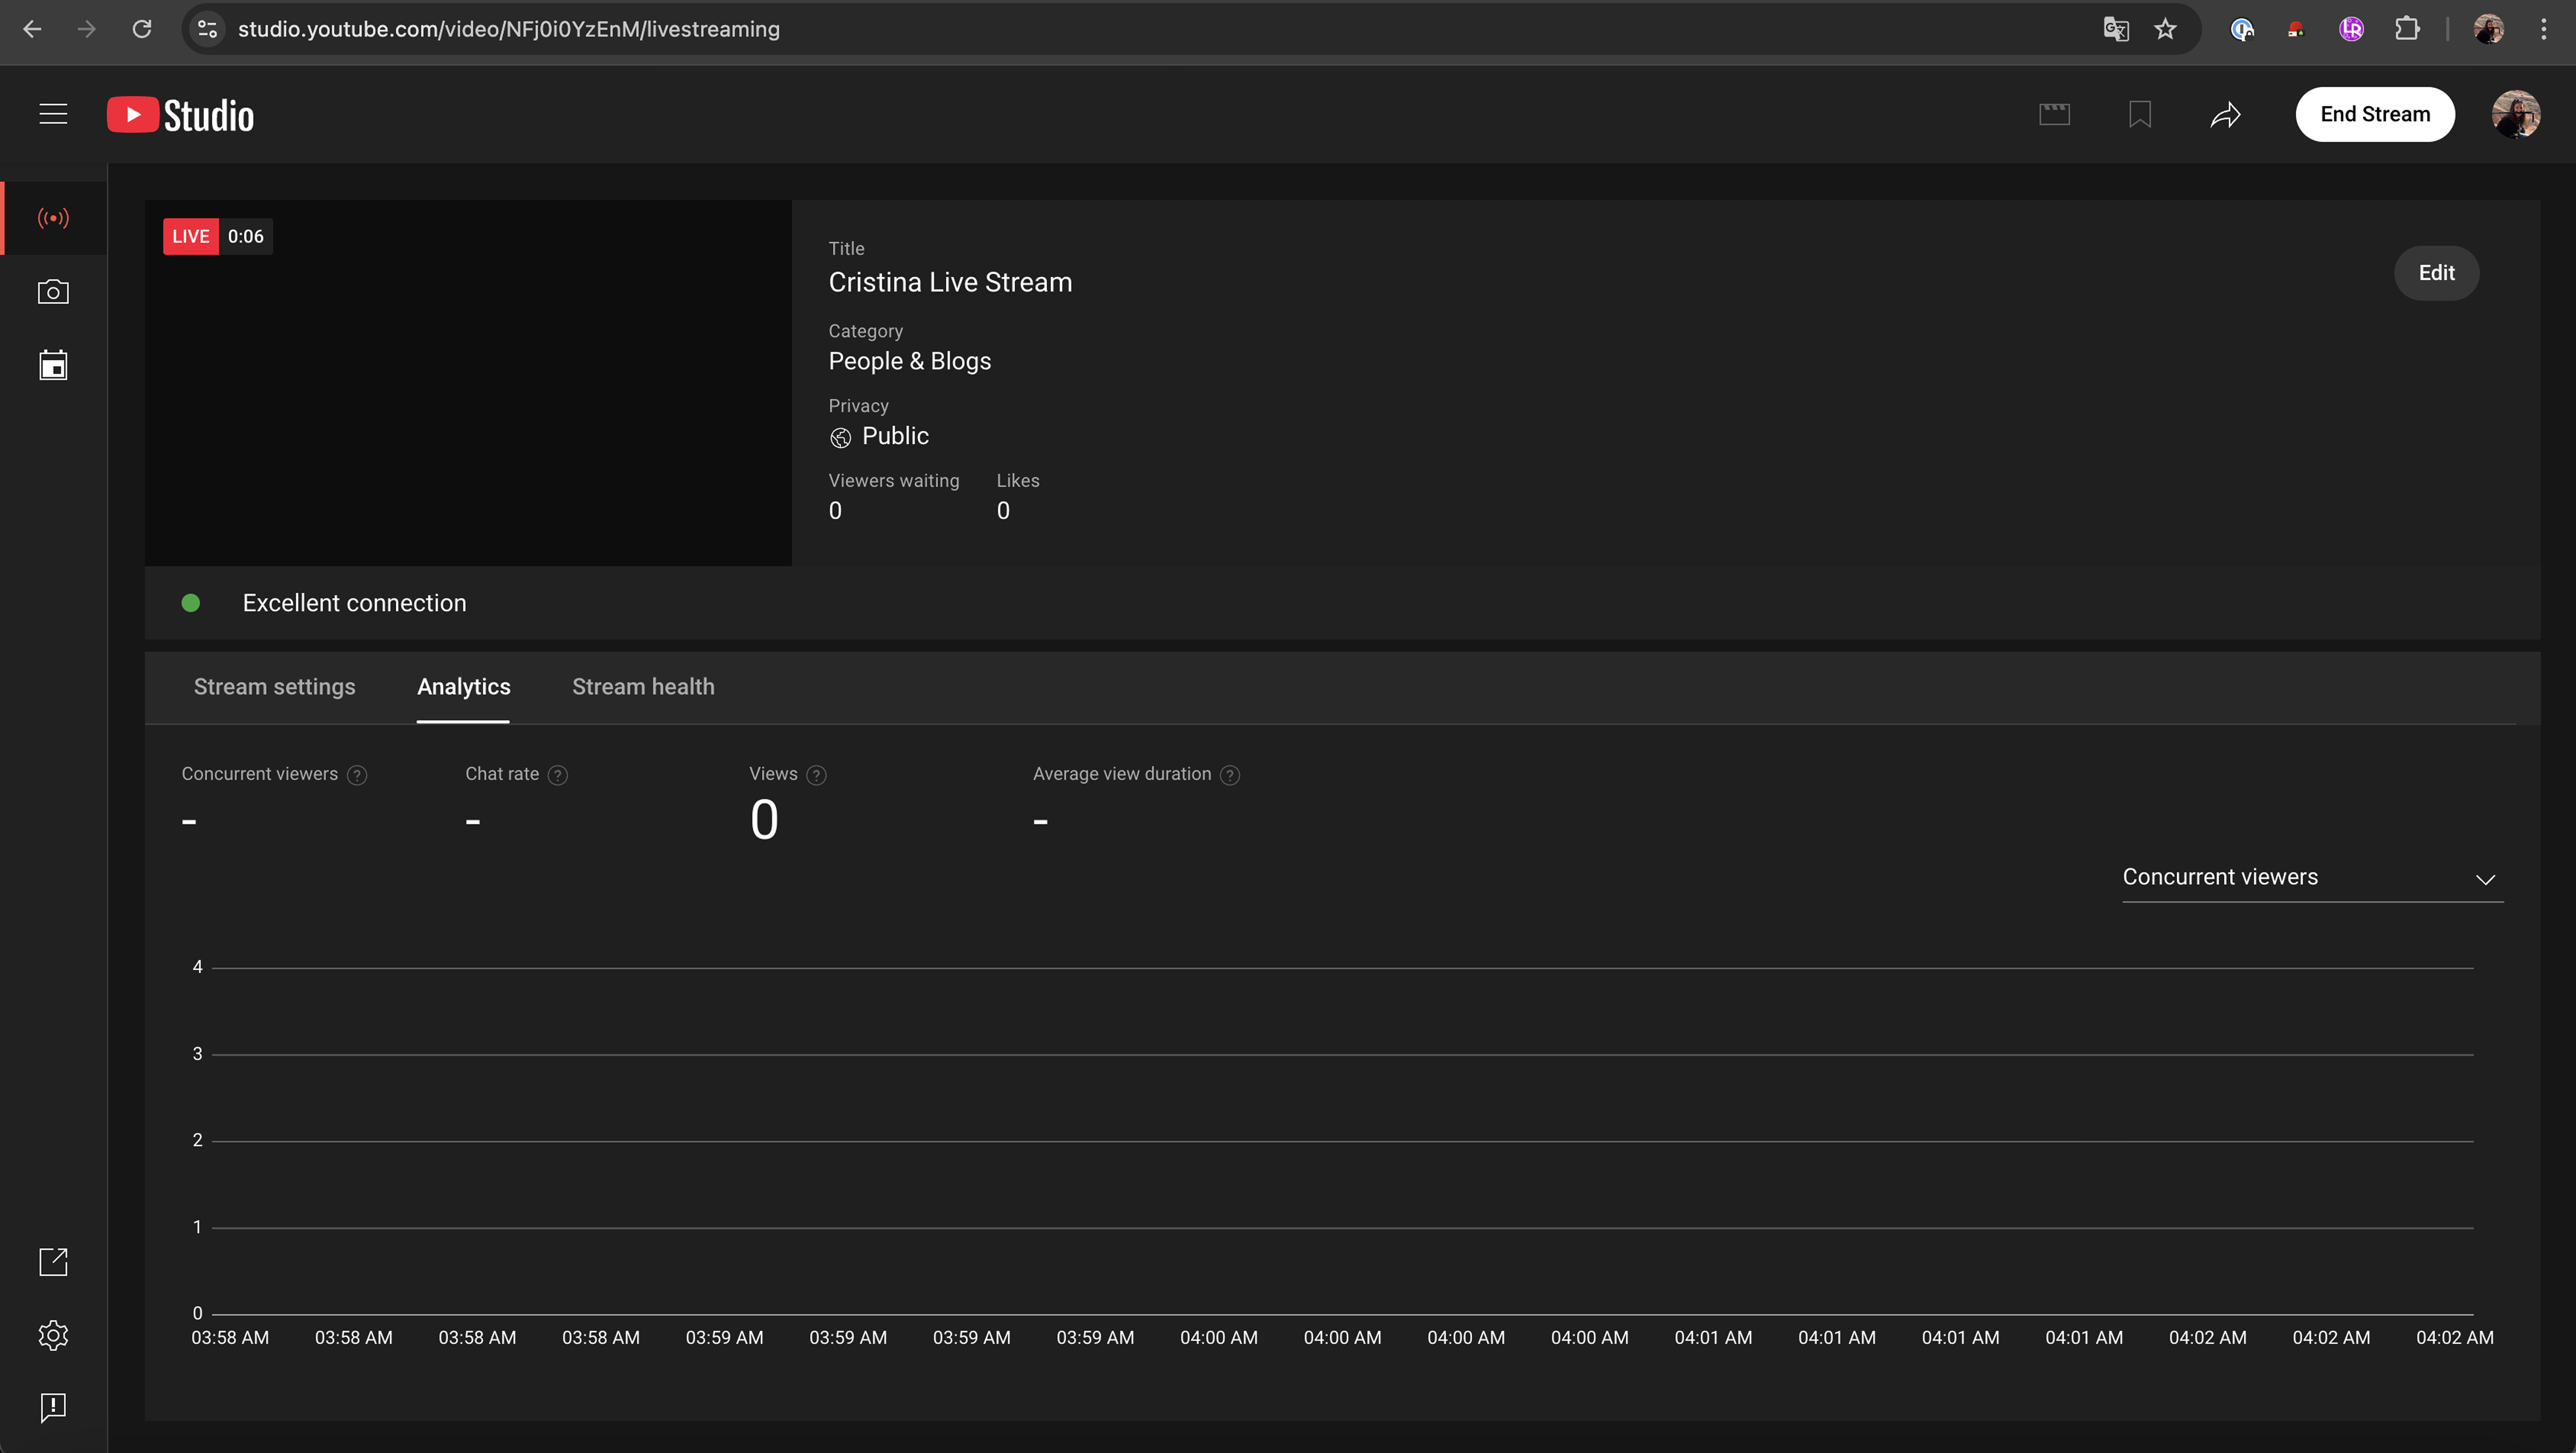 studio.youtube.com/video/NFj0i0YzEnM/livestreaming
Studio
End Stream
LIVE 0:06
Title
Cristina Live Stream
Edit
Category
People & Blogs
Privacy
Public
Viewers waiting Likes
0 0
Excellent connection
Stream settings Analytics Stream health
Concurrent viewers ? Chat rate ? Views ? Average view duration ?
- - 0 -
Concurrent viewers
4
3
2
1
0
03:58 AM 03:58 AM 03:58 AM 03:58 AM 03:59 AM 03:59 AM 03:59 AM 03:59 AM 04:00 AM 04:00 AM 04:00 AM 04:00 AM 04:01 AM 04:01 AM 04:01 AM 04:01 AM 04:02 AM 04:02 AM 04:02 AM